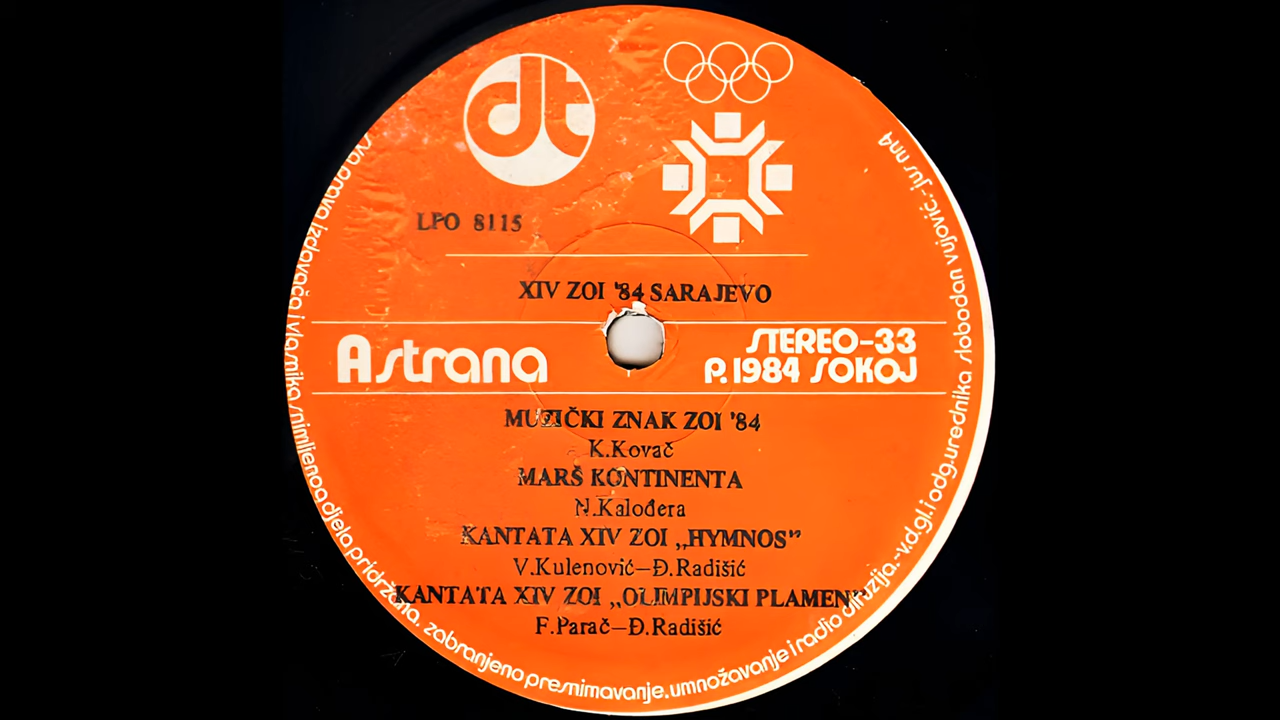 dt
LPO 8115
XIV ZOI '84 SARAJEVO
A strana
STEREO-33
P. 1984 SOKOJ
MUZIČKI ZNAK ZOI '84
K.Kovač
MARŠ KONTINENTA
N.Kalođera
KANTATA XIV ZOI „HYMNOS"
V.Kulenović—Đ.Radišić
KANTATA XIV ZOI „OLIMPIJSKI PLAMEN"
F.Parač—Đ.Radišić
sva prava izdavača i vlasnika snimljenog djela pridržana. zabranjeno presnimavanje.umnožavanje i radio difuzija.-v.d.gl.i odg.urednika slobodan vujović.-jus nn4